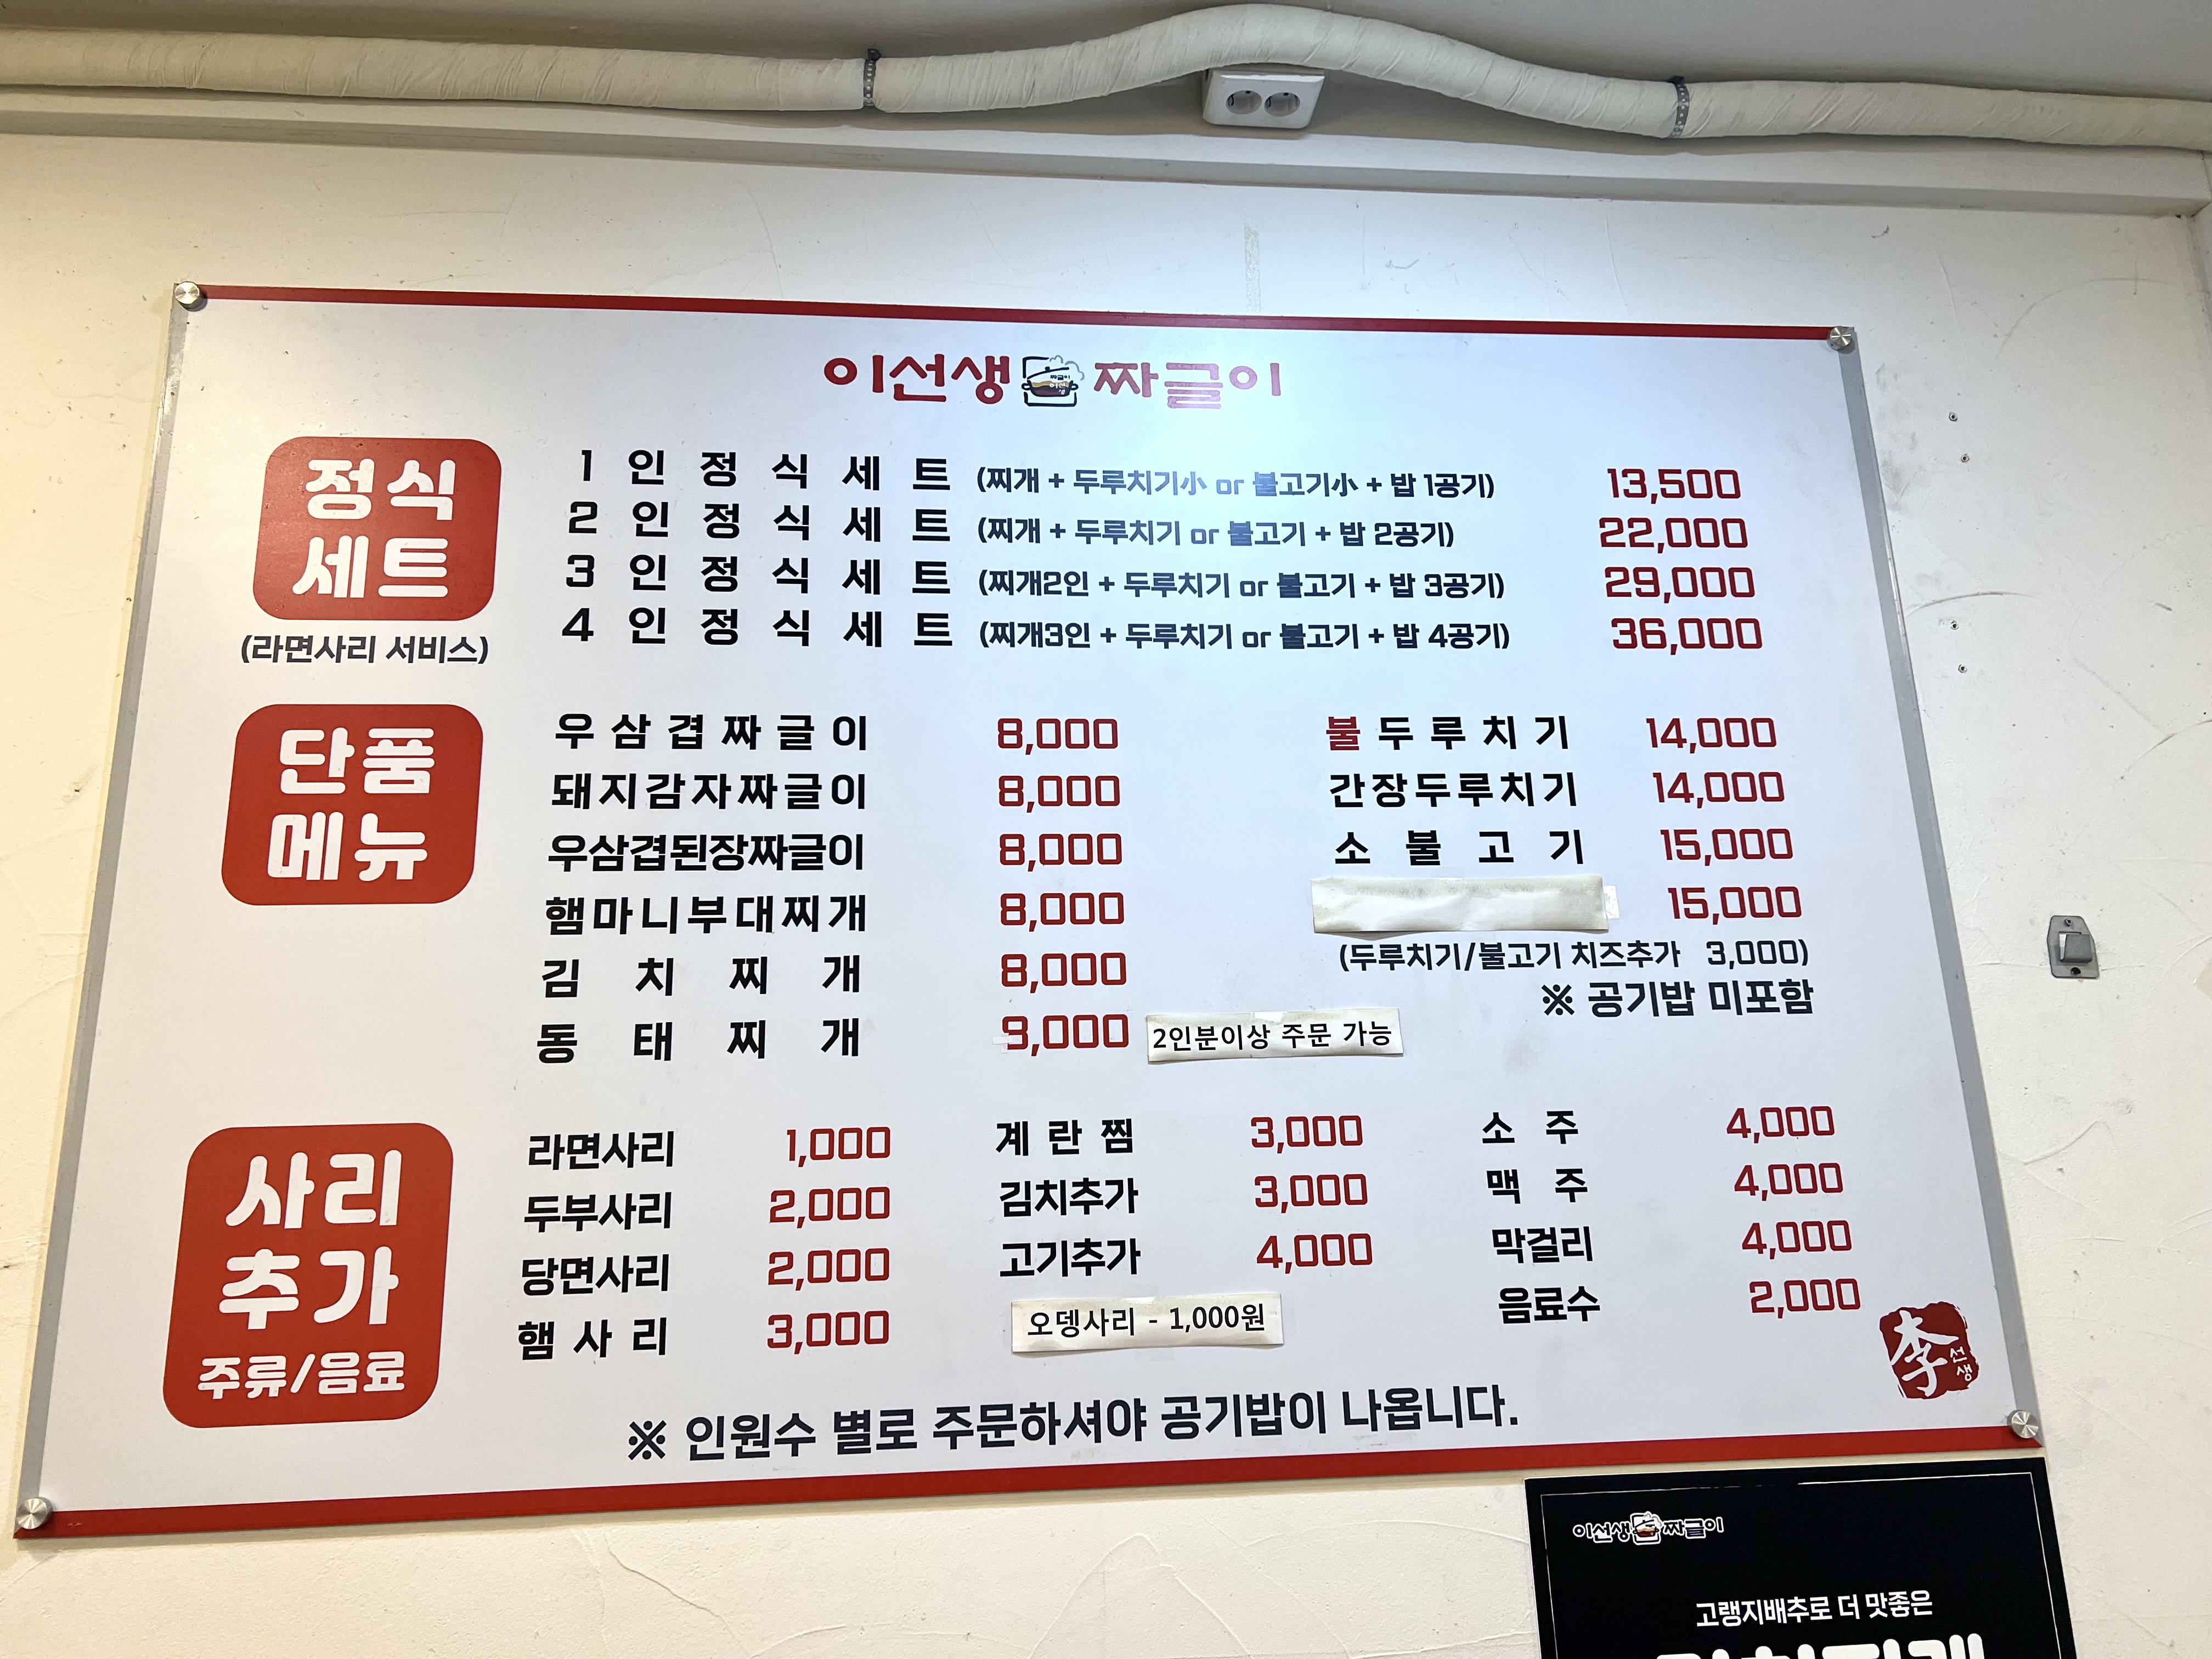 이선생 짜글이
정식
세트
(라면사리 서비스)
1인정식세트 (찌개 + 두루치기小 or 불고기小 + 밥 1공기) 13,500
2인정식세트 (찌개 + 두루치기 or 불고기 + 밥 2공기) 22,000
3인정식세트 (찌개2인 + 두루치기 or 불고기 + 밥 3공기) 29,000
4인정식세트 (찌개3인 + 두루치기 or 불고기 + 밥 4공기) 36,000
단품
메뉴
우삼겹짜글이 8,000
돼지감자짜글이 8,000
우삼겹된장짜글이 8,000
햄마니부대찌개 8,000
김치찌개 8,000
동태찌개 9,000 2인분이상 주문 가능
불두루치기 14,000
간장두루치기 14,000
소불고기 15,000
15,000
(두루치기/불고기 치즈추가 3,000)
※ 공기밥 미포함
사리
추가
주류/음료
라면사리 1,000
두부사리 2,000
당면사리 2,000
햄사리 3,000
계란찜 3,000
김치추가 3,000
고기추가 4,000
오뎅사리 - 1,000원
소주 4,000
맥주 4,000
막걸리 4,000
음료수 2,000
李 선생
※ 인원수 별로 주문하셔야 공기밥이 나옵니다.
이선생 짜글이
고랭지배추로 더 맛좋은